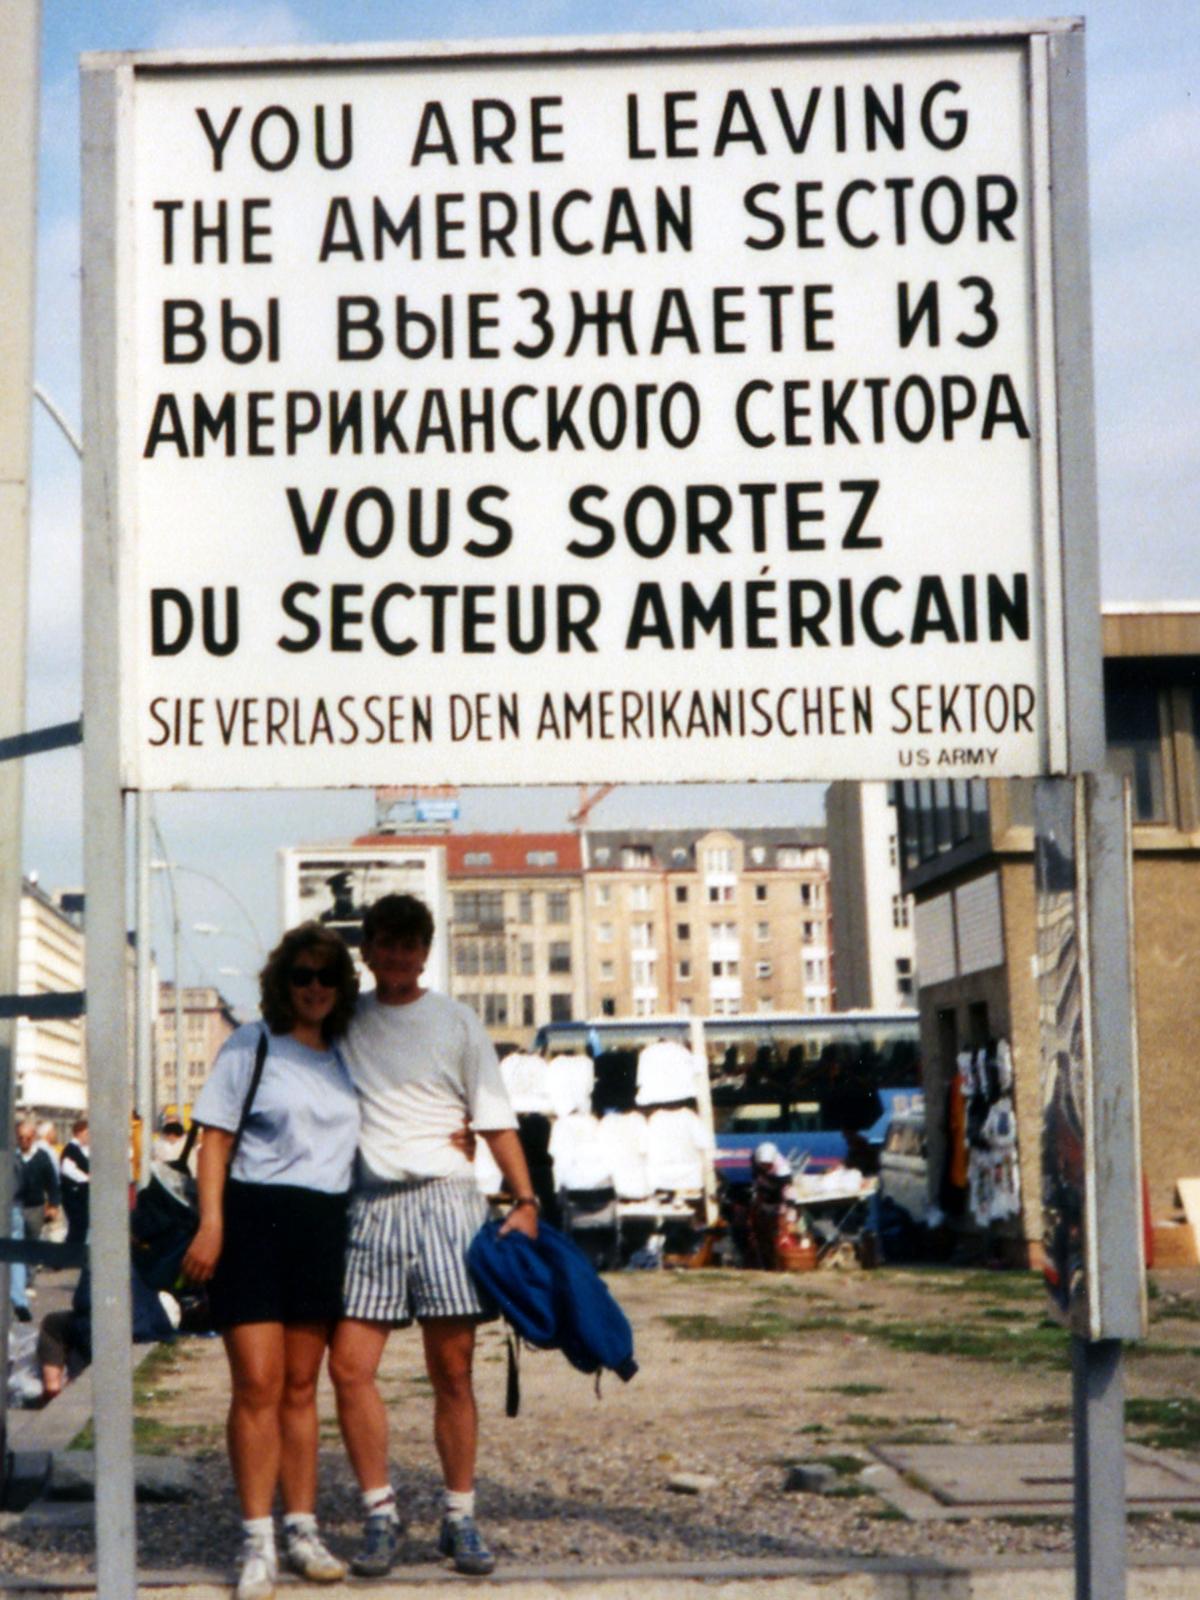 YOU ARE LEAVING
THE AMERICAN SECTOR
ВЫ ВЫЕЗЖАЕТЕ ИЗ
АМЕРИКАНСКОГО СЕКТОРА
VOUS SORTEZ
DU SECTEUR AMÉRICAIN
SIE VERLASSEN DEN AMERIKANISCHEN SEKTOR
US ARMY